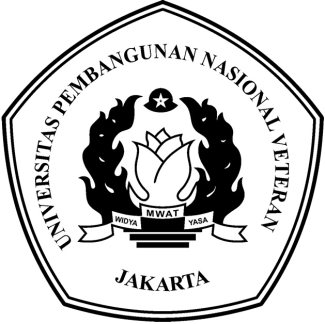 UNIVERSITAS PEMBANGUNAN NASIONAL VETERAN
WIDYA MWAT YASA
JAKARTA